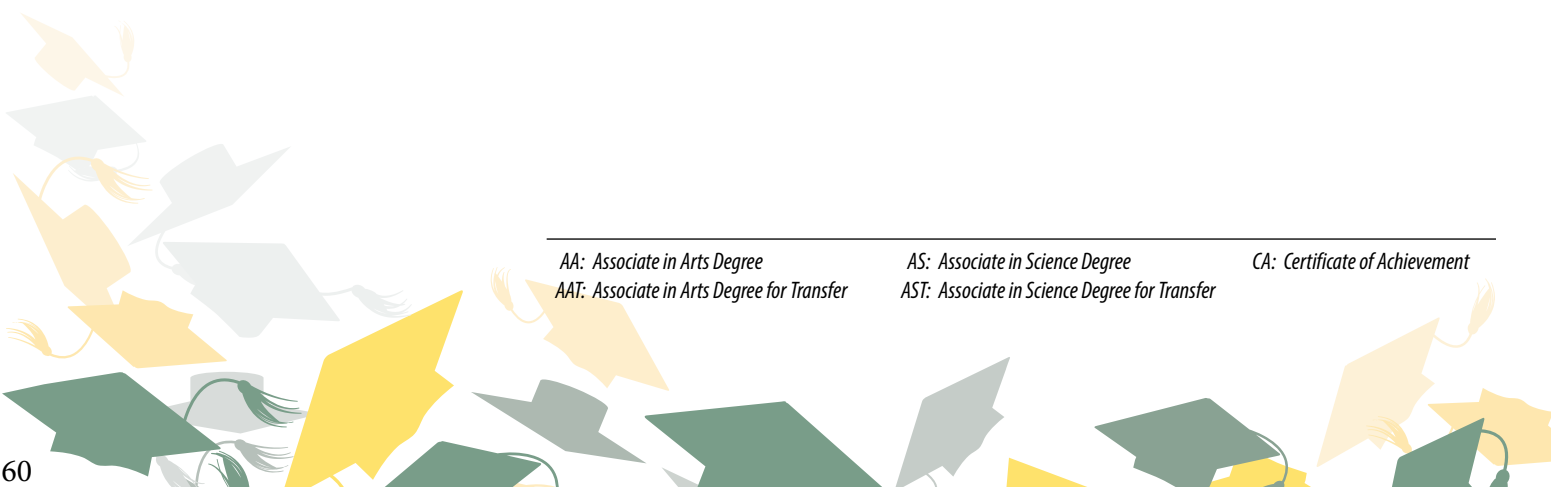 AA: Associate in Arts Degree AS: Associate in Science Degree CA: Certificate of Achievement
AAT: Associate in Arts Degree for Transfer AST: Associate in Science Degree for Transfer
60